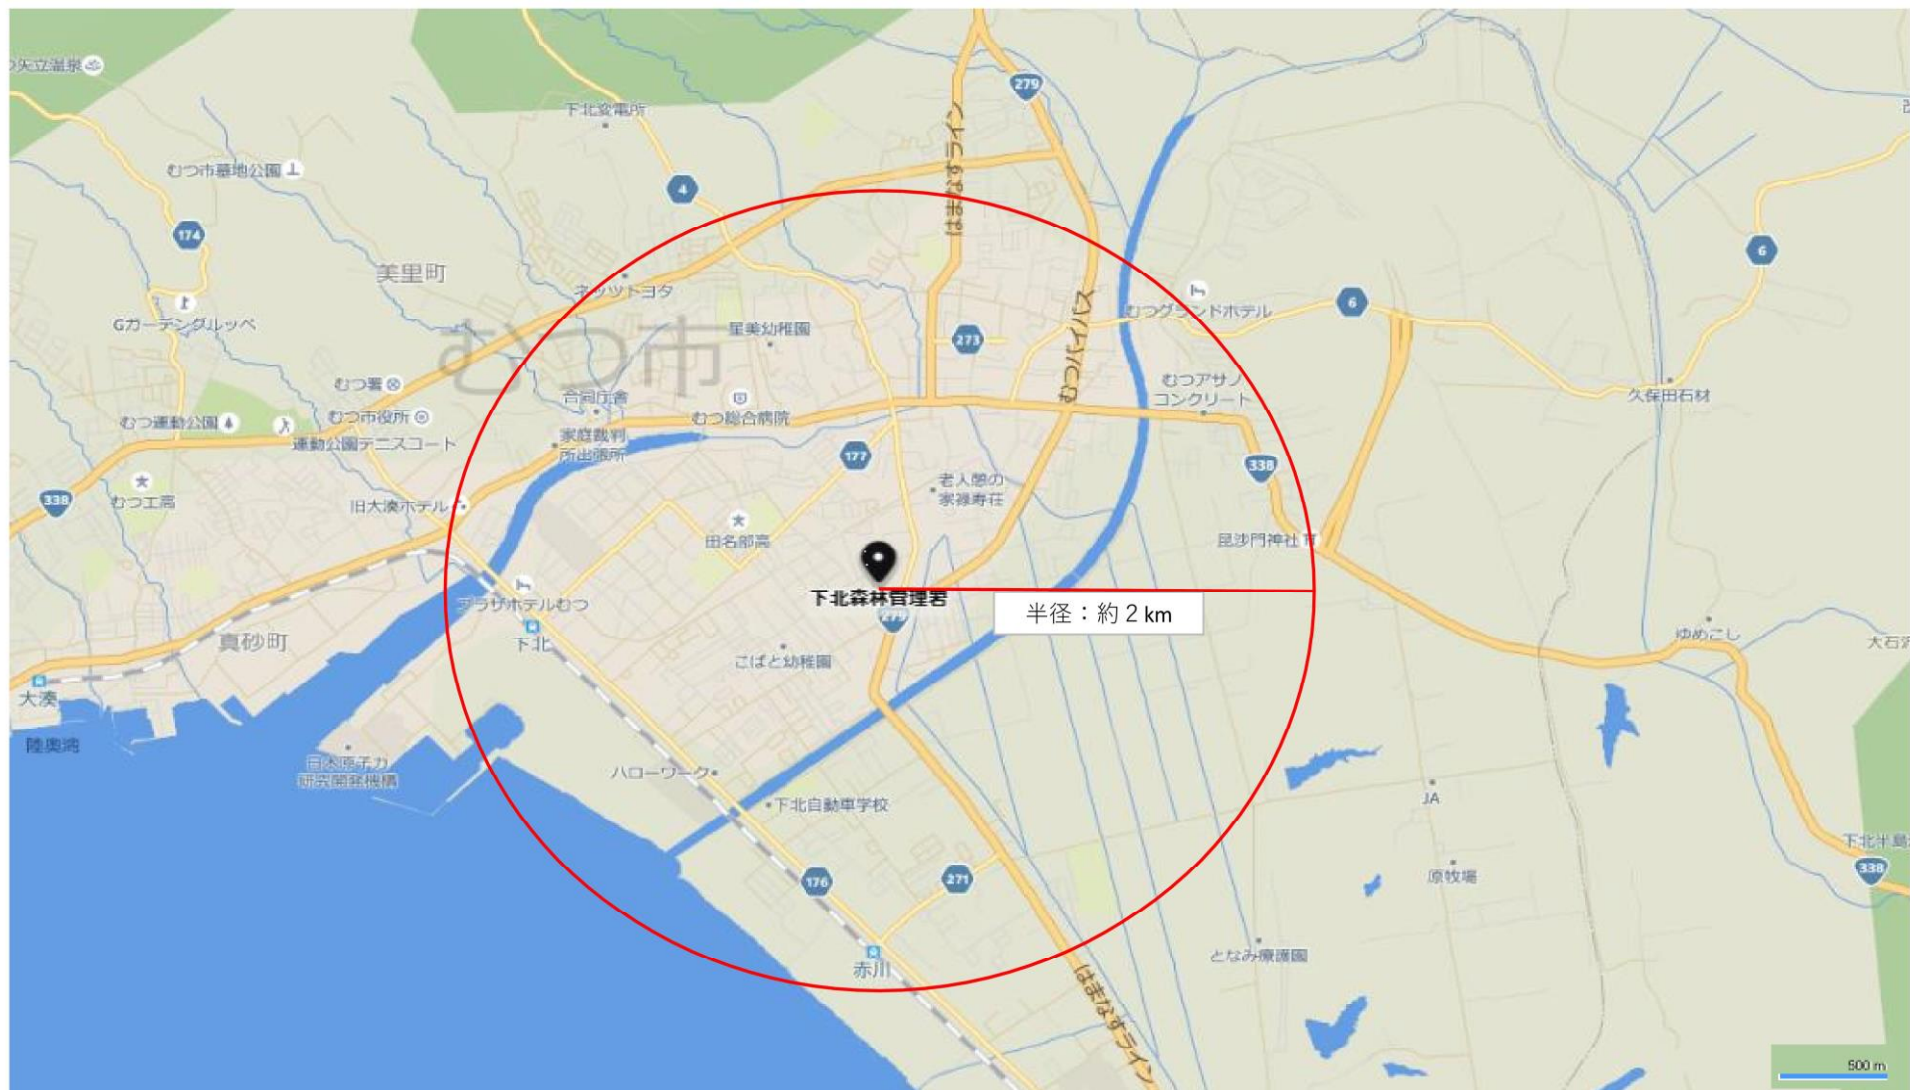 279
下北変電所
むつ市墓地公園
4
はまなすライン
174
6
美里町
ネッツトヨタ
むつグランドホテル
6
Gガーデングルッペ
むつ市
星美幼稚園
273
むつバイパス
むつ署
合同庁舎
むつアサノ
コンクリート
久保田石材
むつ運動公園
むつ市役所
むつ総合病院
運動公園テニスコート
家庭裁判
所出張所
177
338
338
むつ工高
旧大湊ホテル
老人憩の
家禄寿荘
田名部高
毘沙門神社
下北森林管理署
プラザホテルむつ
半径：約２km
真砂町
下北
こばと幼稚園
ゆめこし
大湊
陸奥湾
日本原子力
研究開発機構
ハローワーク
下北自動車学校
JA
下北半島
338
176
271
原牧場
となみ療護園
赤川
はまなすライン
500 m